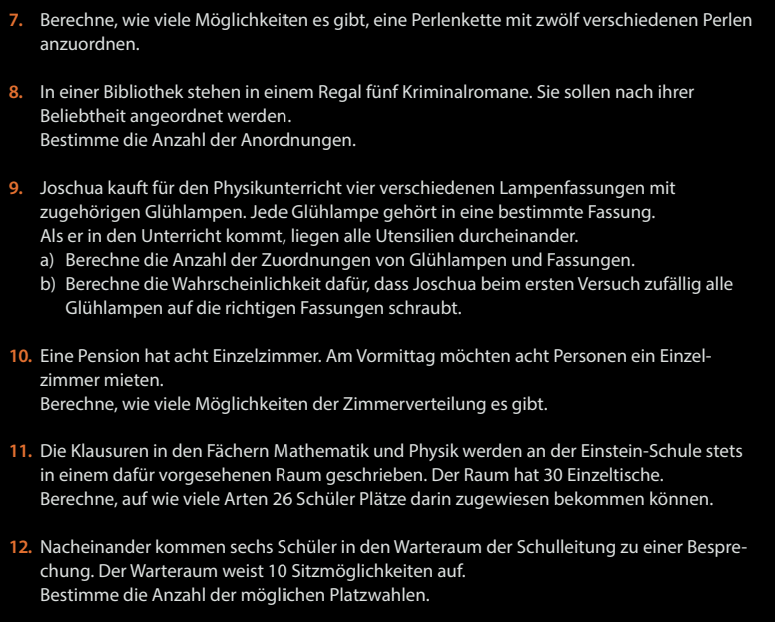 7. Berechne, wie viele Möglichkeiten es gibt, eine Perlenkette mit zwölf verschiedenen Perlen
anzuordnen.
8. In einer Bibliothek stehen in einem Regal fünf Kriminalromane. Sie sollen nach ihrer
Beliebtheit angeordnet werden.
Bestimme die Anzahl der Anordnungen.
9. Joschua kauft für den Physikunterricht vier verschiedenen Lampenfassungen mit
zugehörigen Glühlampen. Jede Glühlampe gehört in eine bestimmte Fassung.
Als er in den Unterricht kommt, liegen alle Utensilien durcheinander.
a) Berechne die Anzahl der Zuordnungen von Glühlampen und Fassungen.
b) Berechne die Wahrscheinlichkeit dafür, dass Joschua beim ersten Versuch zufällig alle
Glühlampen auf die richtigen Fassungen schraubt.
10. Eine Pension hat acht Einzelzimmer. Am Vormittag möchten acht Personen ein Einzel-
zimmer mieten.
Berechne, wie viele Möglichkeiten der Zimmerverteilung es gibt.
11. Die Klausuren in den Fächern Mathematik und Physik werden an der Einstein-Schule stets
in einem dafür vorgesehenen Raum geschrieben. Der Raum hat 30 Einzeltische.
Berechne, auf wie viele Arten 26 Schüler Plätze darin zugewiesen bekommen können.
12. Nacheinander kommen sechs Schüler in den Warteraum der Schulleitung zu einer Bespre-
chung. Der Warteraum weist 10 Sitzmöglichkeiten auf.
Bestimme die Anzahl der möglichen Platzwahlen.